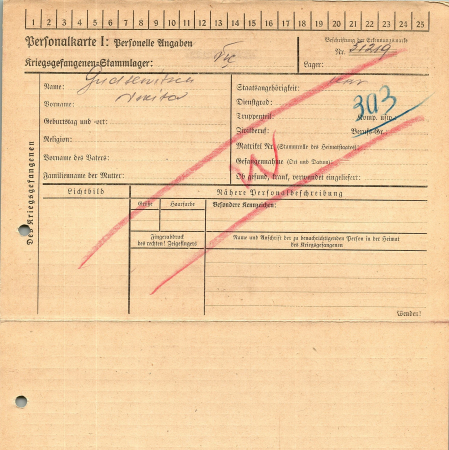 1 2 3 4 5 6 7 8 9 10 11 12 13 14 15 16 17 18 19 20 21 22 23 24 25
Personalkarte I: Personelle Angaben
Kriegsgefangenen-Stammlager:
Beschriftung der Erkennungsmarke
Nr. 31209
Lager:
Des Kriegsgefangenen
Name:
Vorname:
Geburtstag und -ort:
Religion:
Vorname des Vaters:
Familienname der Mutter:
Staatsangehörigkeit:
Dienstgrad:
Truppenteil: Komp. usw.:
Zivilberuf: Berufs-Gr.:
303
Matrikel Nr. (Stammrolle des Heimatstaates):
Gefangennahme (Ort und Datum):
Ob gesund, krank, verwundet eingeliefert:
Lichtbild
Nähere Personalbeschreibung
Größe Haarfarbe Besondere Kennzeichen:
Fingerabdruck
des rechten! Zeigefingers
Name und Anschrift der zu benachrichtigenden Person in der Heimat
des Kriegsgefangenen
Wenden!